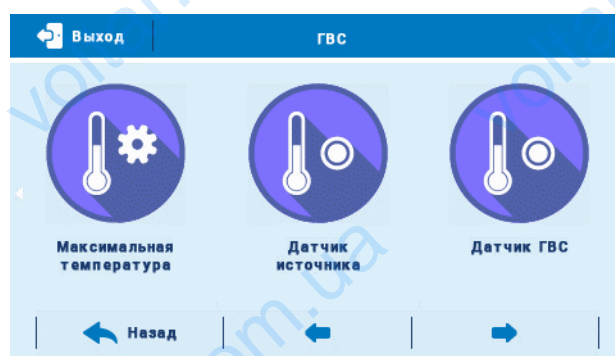 Выход
ГВС
Максимальная
температура
Датчик
источника
Датчик ГВС
Назад